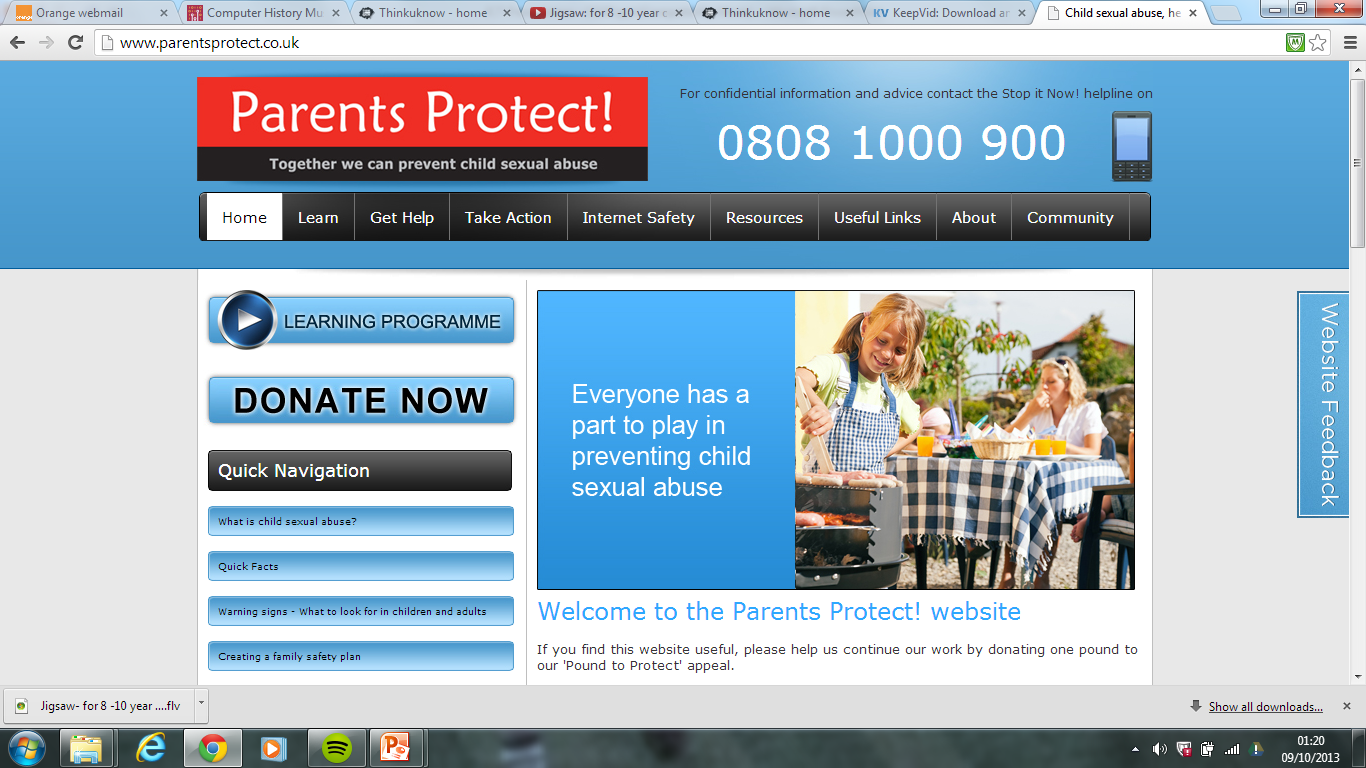 Orange webmail
Computer History Mu
Thinkuknow - home
Jigsaw: for 8 -10 year c
Thinkuknow - home
KV KeepVid: Download ar
Child sexual abuse, he
www.parentsprotect.co.uk
Parents Protect!
Together we can prevent child sexual abuse
For confidential information and advice contact the Stop it Now! helpline on
0808 1000 900
Home Learn Get Help Take Action Internet Safety Resources Useful Links About Community
LEARNING PROGRAMME
DONATE NOW
Quick Navigation
What is child sexual abuse?
Quick Facts
Warning signs - What to look for in children and adults
Creating a family safety plan
Everyone has a
part to play in
preventing child
sexual abuse
Welcome to the Parents Protect! website
If you find this website useful, please help us continue our work by donating one pound to
our 'Pound to Protect' appeal.
Website Feedback
Jigsaw- for 8 -10 year ....flv
Show all downloads...
01:20
09/10/2013